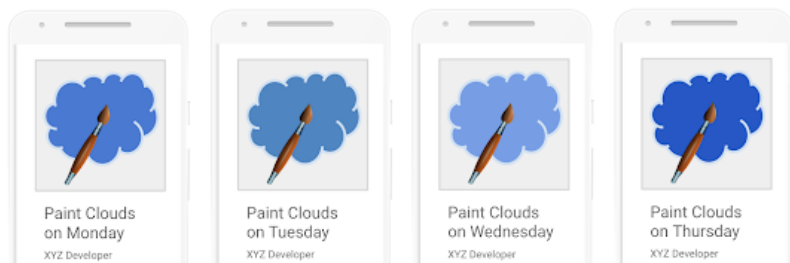 Paint Clouds
on Monday
XYZ Developer
Paint Clouds
on Tuesday
XYZ Developer
Paint Clouds
on Wednesday
XYZ Developer
Paint Clouds
on Thursday
XYZ Developer